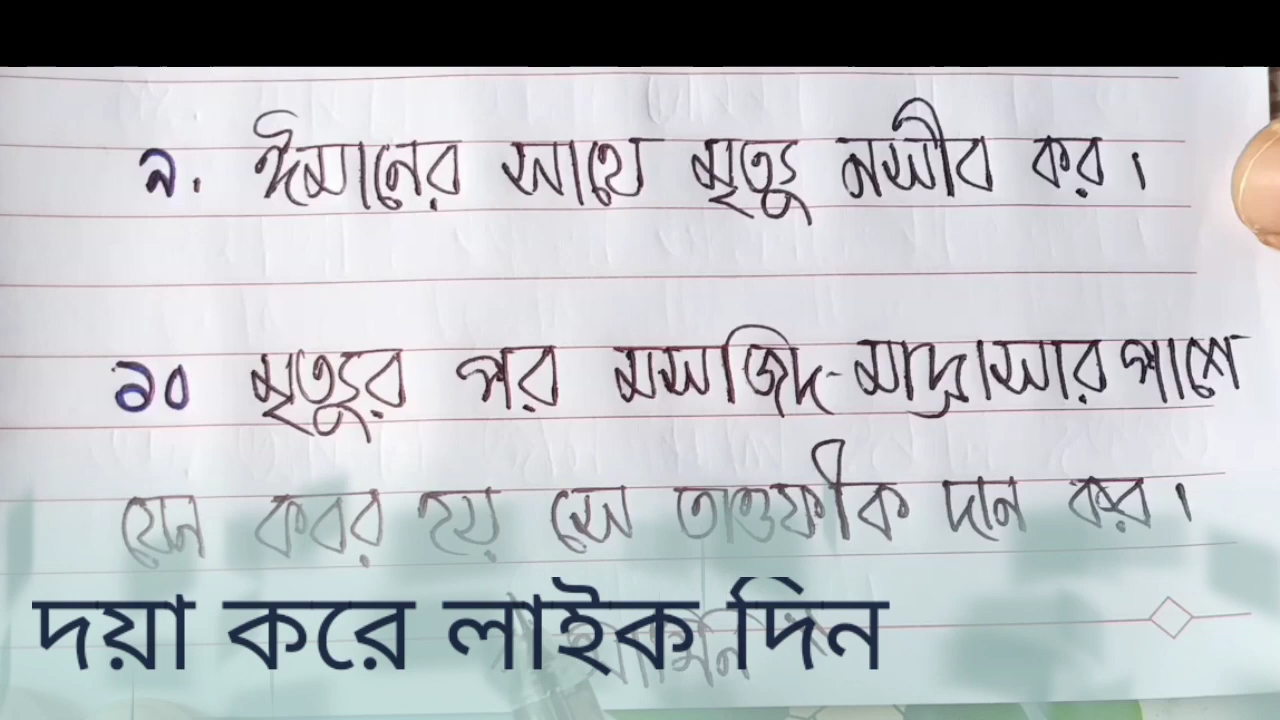 ৯. ঈমানের সাথে মৃত্যু নসীব কর।
১০ মৃত্যুর পর মসজিদ-মাদ্রাসার পাশে
যেন কবর হয় সে তাওফীক দান কর।
দয়া করে লাইক দিন